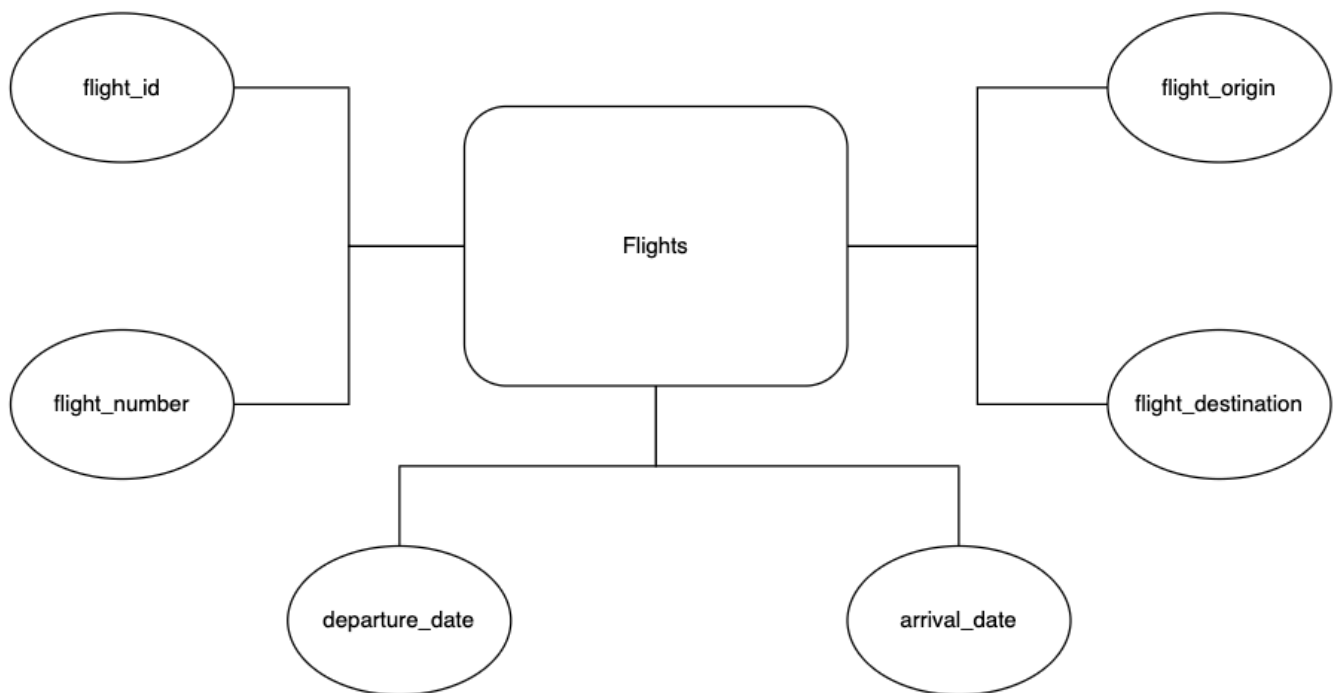 flight_id
flight_origin
Flights
flight_number
flight_destination
departure_date
arrival_date